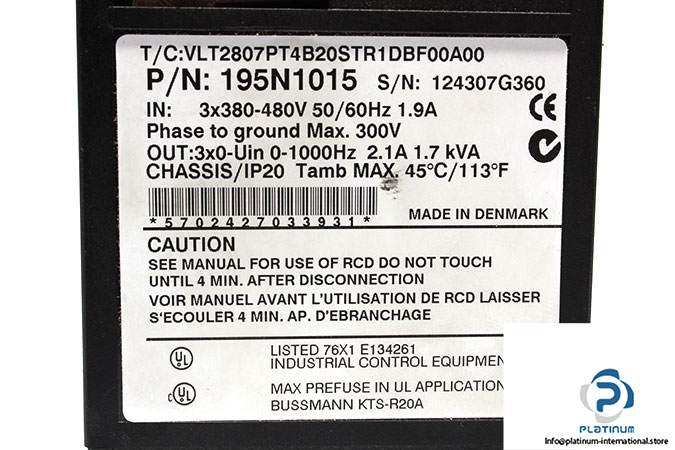 T/C:VLT2807PT4B20STR1DBF00A00
P/N: 195N1015 S/N: 124307G360
IN: 3x380-480V 50/60Hz 1.9A
Phase to ground Max. 300V
OUT:3x0-Uin 0-1000Hz 2.1A 1.7 kVA
CHASSIS/IP20 Tamb MAX. 45°C/113°F
CE
N
*5702427033931*
MADE IN DENMARK
CAUTION
SEE MANUAL FOR USE OF RCD DO NOT TOUCH
UNTIL 4 MIN. AFTER DISCONNECTION
VOIR MANUEL AVANT L'UTILISATION DE RCD LAISSER
S'ECOULER 4 MIN. AP. D'EBRANCHAGE
UL LISTED 76X1 E134261
INDUSTRIAL CONTROL EQUIPMEN
c UL MAX PREFUSE IN UL APPLICATION
BUSSMANN KTS-R20A
PLATINUM
info@platinum-international.store